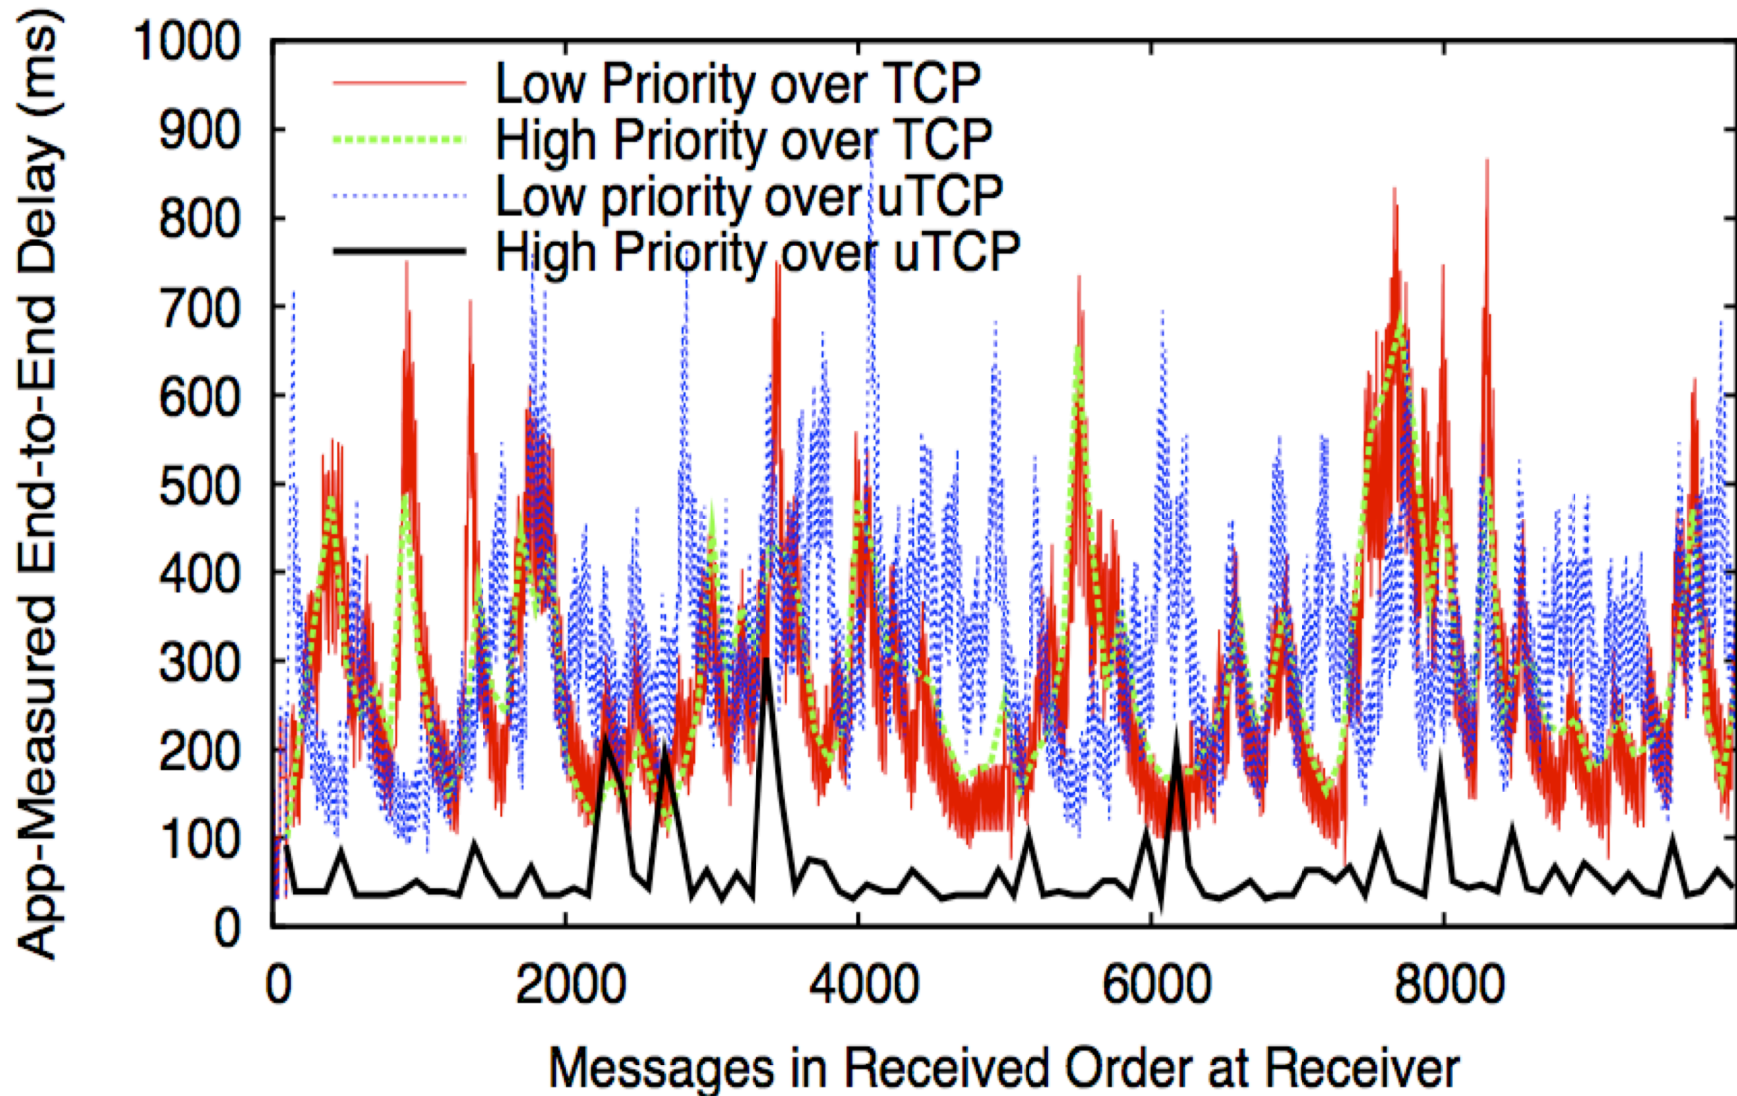 App-Measured End-to-End Delay (ms)
1000
900
800
700
600
500
400
300
200
100
0
Low Priority over TCP
High Priority over TCP
Low priority over uTCP
High Priority over uTCP
0 2000 4000 6000 8000
Messages in Received Order at Receiver